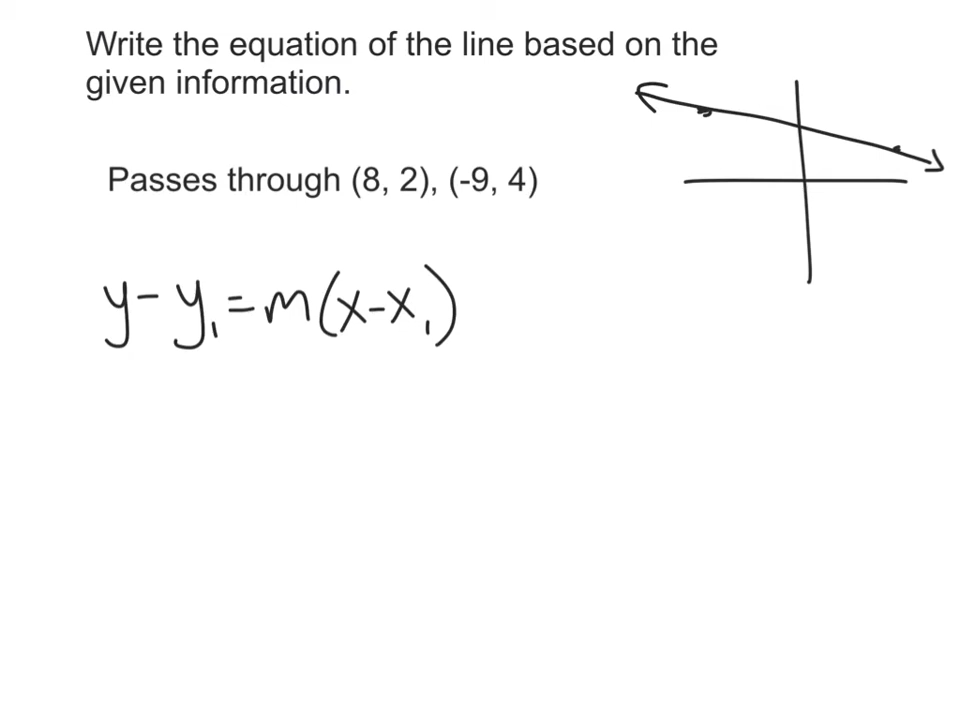 Write the equation of the line based on the
given information.
Passes through (8, 2), (-9, 4)
y - y₁ = m(x - x₁)